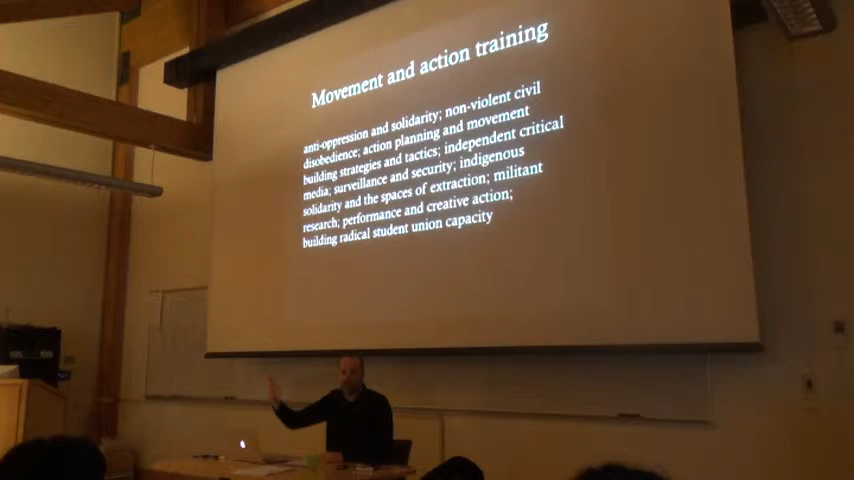 Movement and action training
anti-oppression and solidarity; non-violent civil
disobedience; action planning and movement
building strategies and tactics; independent critical
media; surveillance and security; indigenous
solidarity and the spaces of extraction; militant
research; performance and creative action;
building radical student union capacity